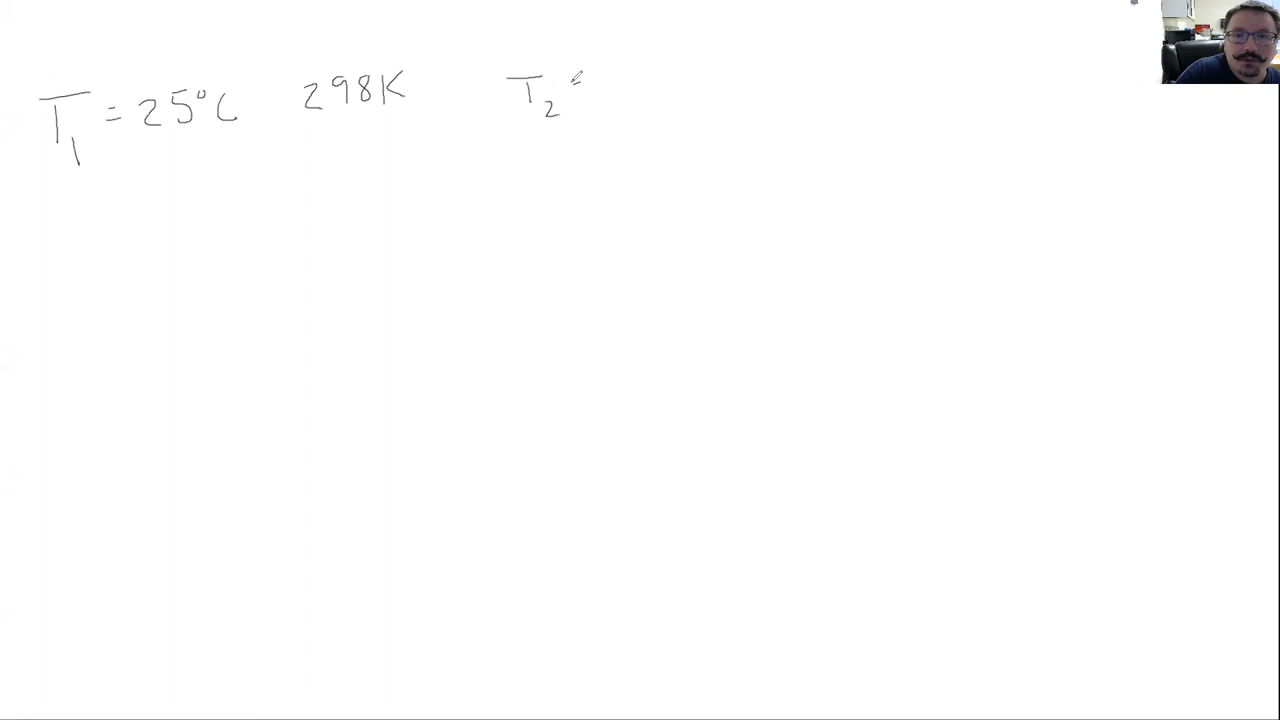 T₁ = 25°C 298K T₂ =